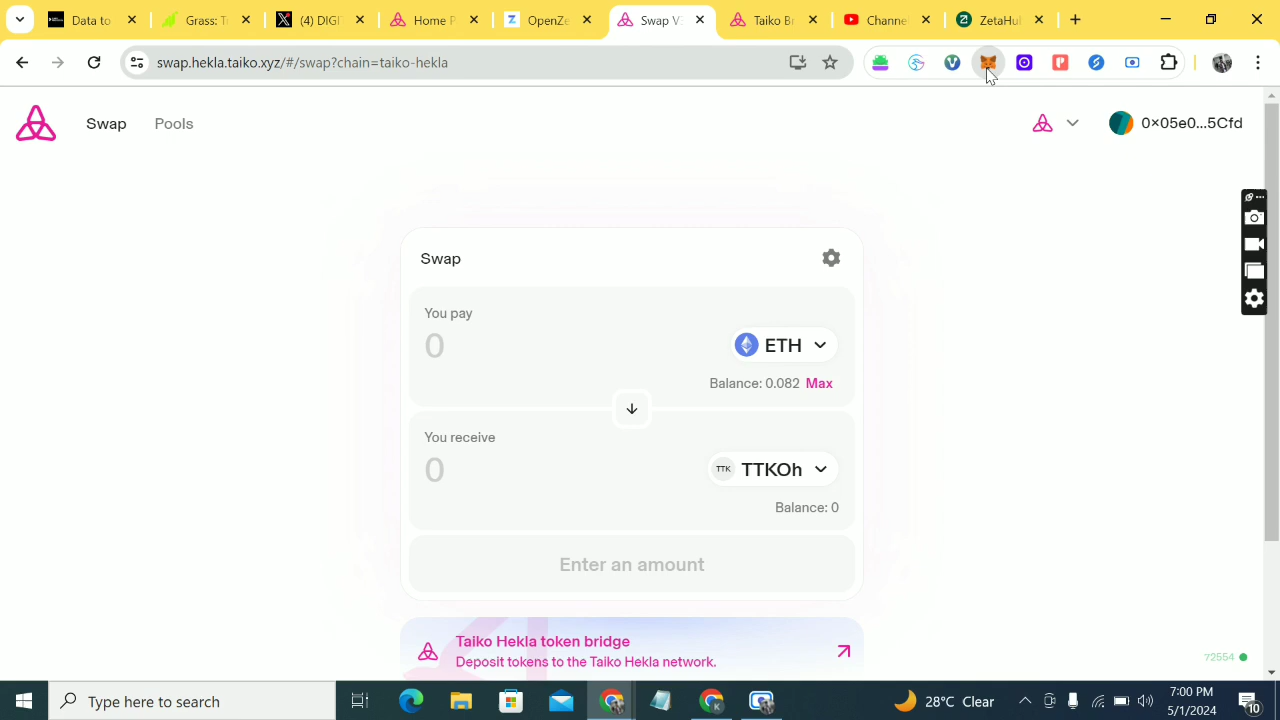 Data to
Grass: T
(4) DIGI
Home P
OpenZe
Swap V
Taiko Br
Channe
ZetaHul
swap.hekla.taiko.xyz/#/swap?chain=taiko-hekla
Swap
Pools
0×05e0...5Cfd
Swap
You pay
0
ETH
Balance: 0.082 Max
You receive
0
TTK
TTKOh
Balance: 0
Enter an amount
Taiko Hekla token bridge
Deposit tokens to the Taiko Hekla network.
72554
Type here to search
28°C Clear
7:00 PM
5/1/2024
10